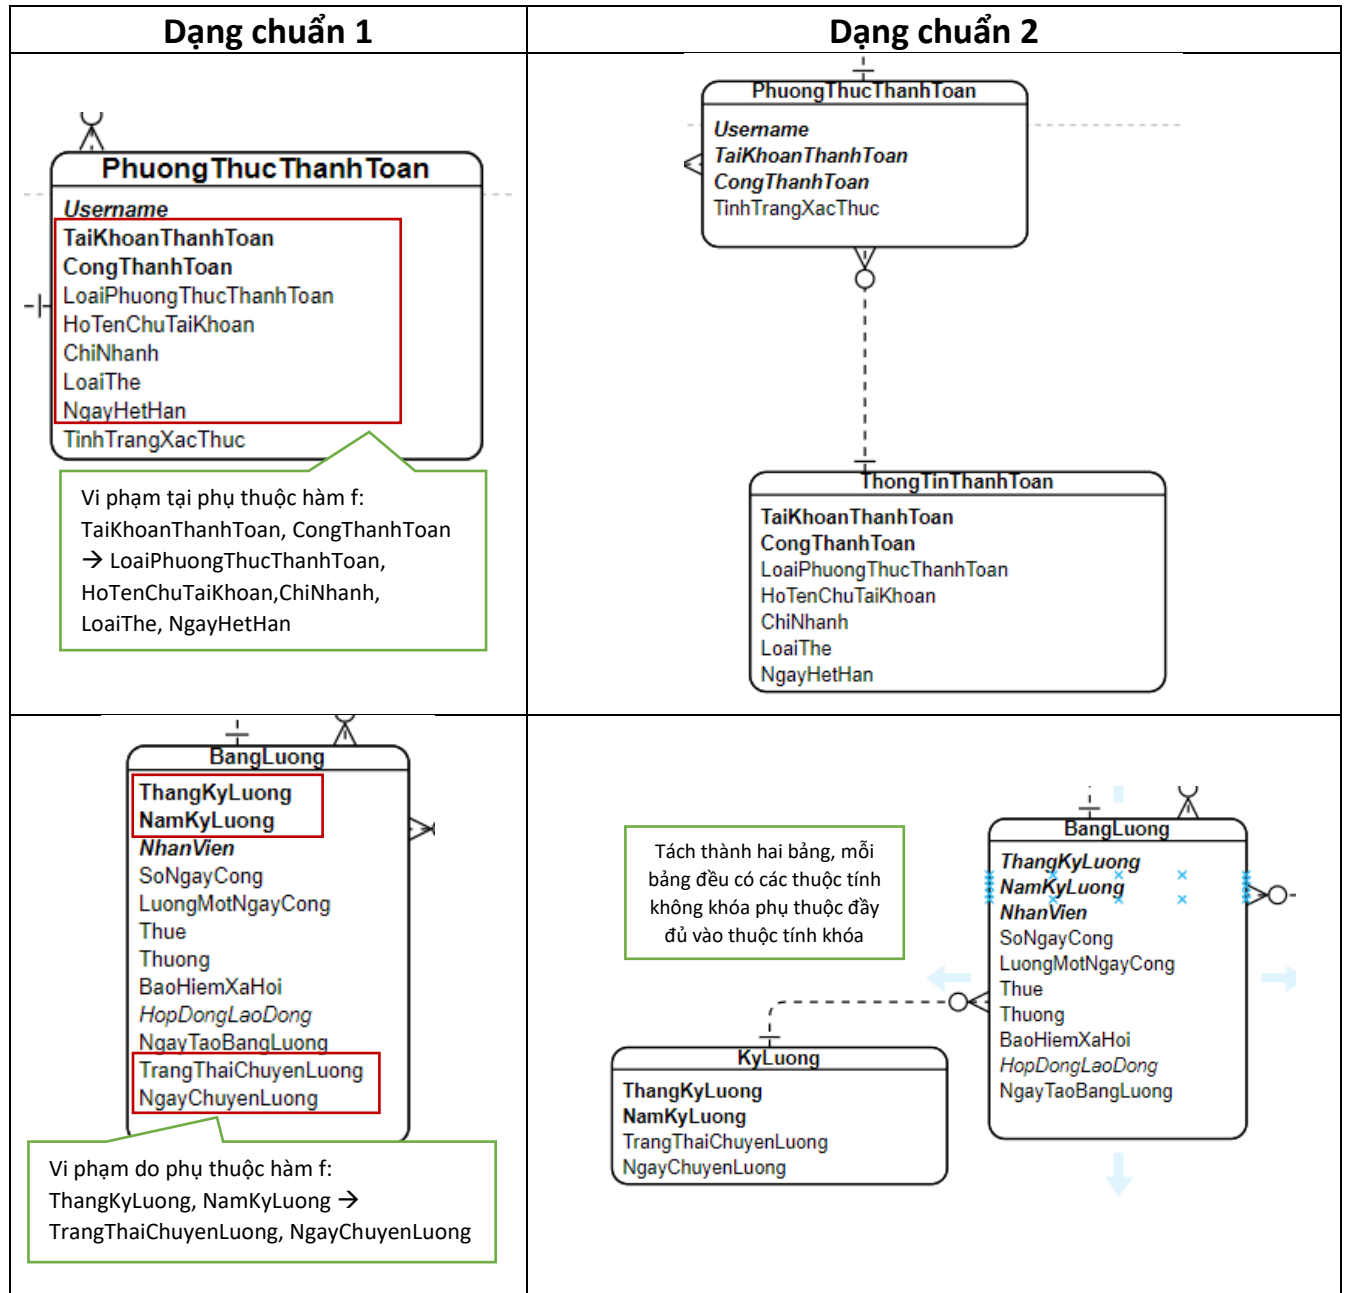 Dạng chuẩn 1
Dạng chuẩn 2
PhuongThucThanhToan
Username
TaiKhoanThanhToan
CongThanhToan
LoaiPhuongThucThanhToan
HoTenChuTaiKhoan
ChiNhanh
LoaiThe
NgayHetHan
TinhTrangXacThuc
Vi phạm tại phụ thuộc hàm f:
TaiKhoanThanhToan, CongThanhToan
→ LoaiPhuongThucThanhToan,
HoTenChuTaiKhoan,ChiNhanh,
LoaiThe, NgayHetHan
PhuongThucThanhToan
Username
TaiKhoanThanhToan
CongThanhToan
TinhTrangXacThuc
ThongTinThanhToan
TaiKhoanThanhToan
CongThanhToan
LoaiPhuongThucThanhToan
HoTenChuTaiKhoan
ChiNhanh
LoaiThe
NgayHetHan
BangLuong
ThangKyLuong
NamKyLuong
NhanVien
SoNgayCong
LuongMotNgayCong
Thue
Thuong
BaoHiemXaHoi
HopDongLaoDong
NgayTaoBangLuong
TrangThaiChuyenLuong
NgayChuyenLuong
Vi phạm do phụ thuộc hàm f:
ThangKyLuong, NamKyLuong →
TrangThaiChuyenLuong, NgayChuyenLuong
Tách thành hai bảng, mỗi
bảng đều có các thuộc tính
không khóa phụ thuộc đầy
đủ vào thuộc tính khóa
BangLuong
ThangKyLuong
NamKyLuong
NhanVien
SoNgayCong
LuongMotNgayCong
Thue
Thuong
BaoHiemXaHoi
HopDongLaoDong
NgayTaoBangLuong
KyLuong
ThangKyLuong
NamKyLuong
TrangThaiChuyenLuong
NgayChuyenLuong